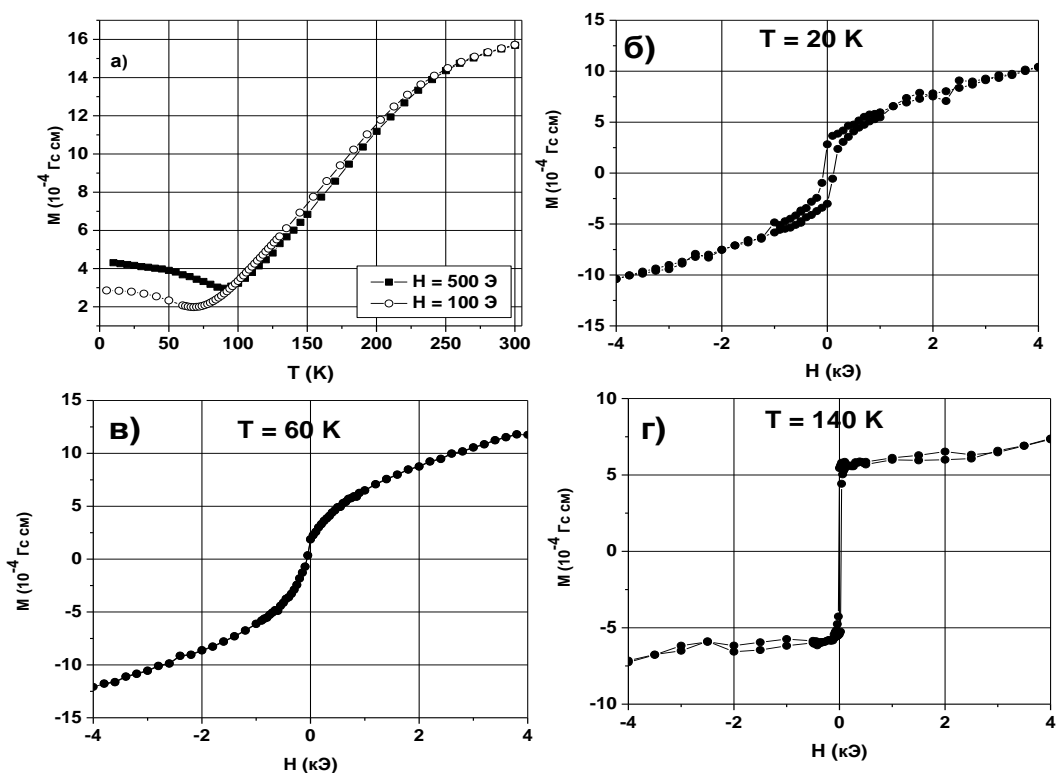 а)
M (10⁻⁴ Гс см)
16
14
12
10
8
6
4
2
H = 500 Э
H = 100 Э
0 50 100 150 200 250 300
T (K)
б)
T = 20 K
M (10⁻⁴ Гс см)
15
10
5
0
-5
-10
-15
-4 -2 0 2 4
H (кЭ)
в)
T = 60 K
M (10⁻⁴ Гс см)
15
10
5
0
-5
-10
-15
-4 -2 0 2 4
H (кЭ)
г)
T = 140 K
M (10⁻⁴ Гс см)
10
5
0
-5
-10
-4 -2 0 2 4
H (кЭ)